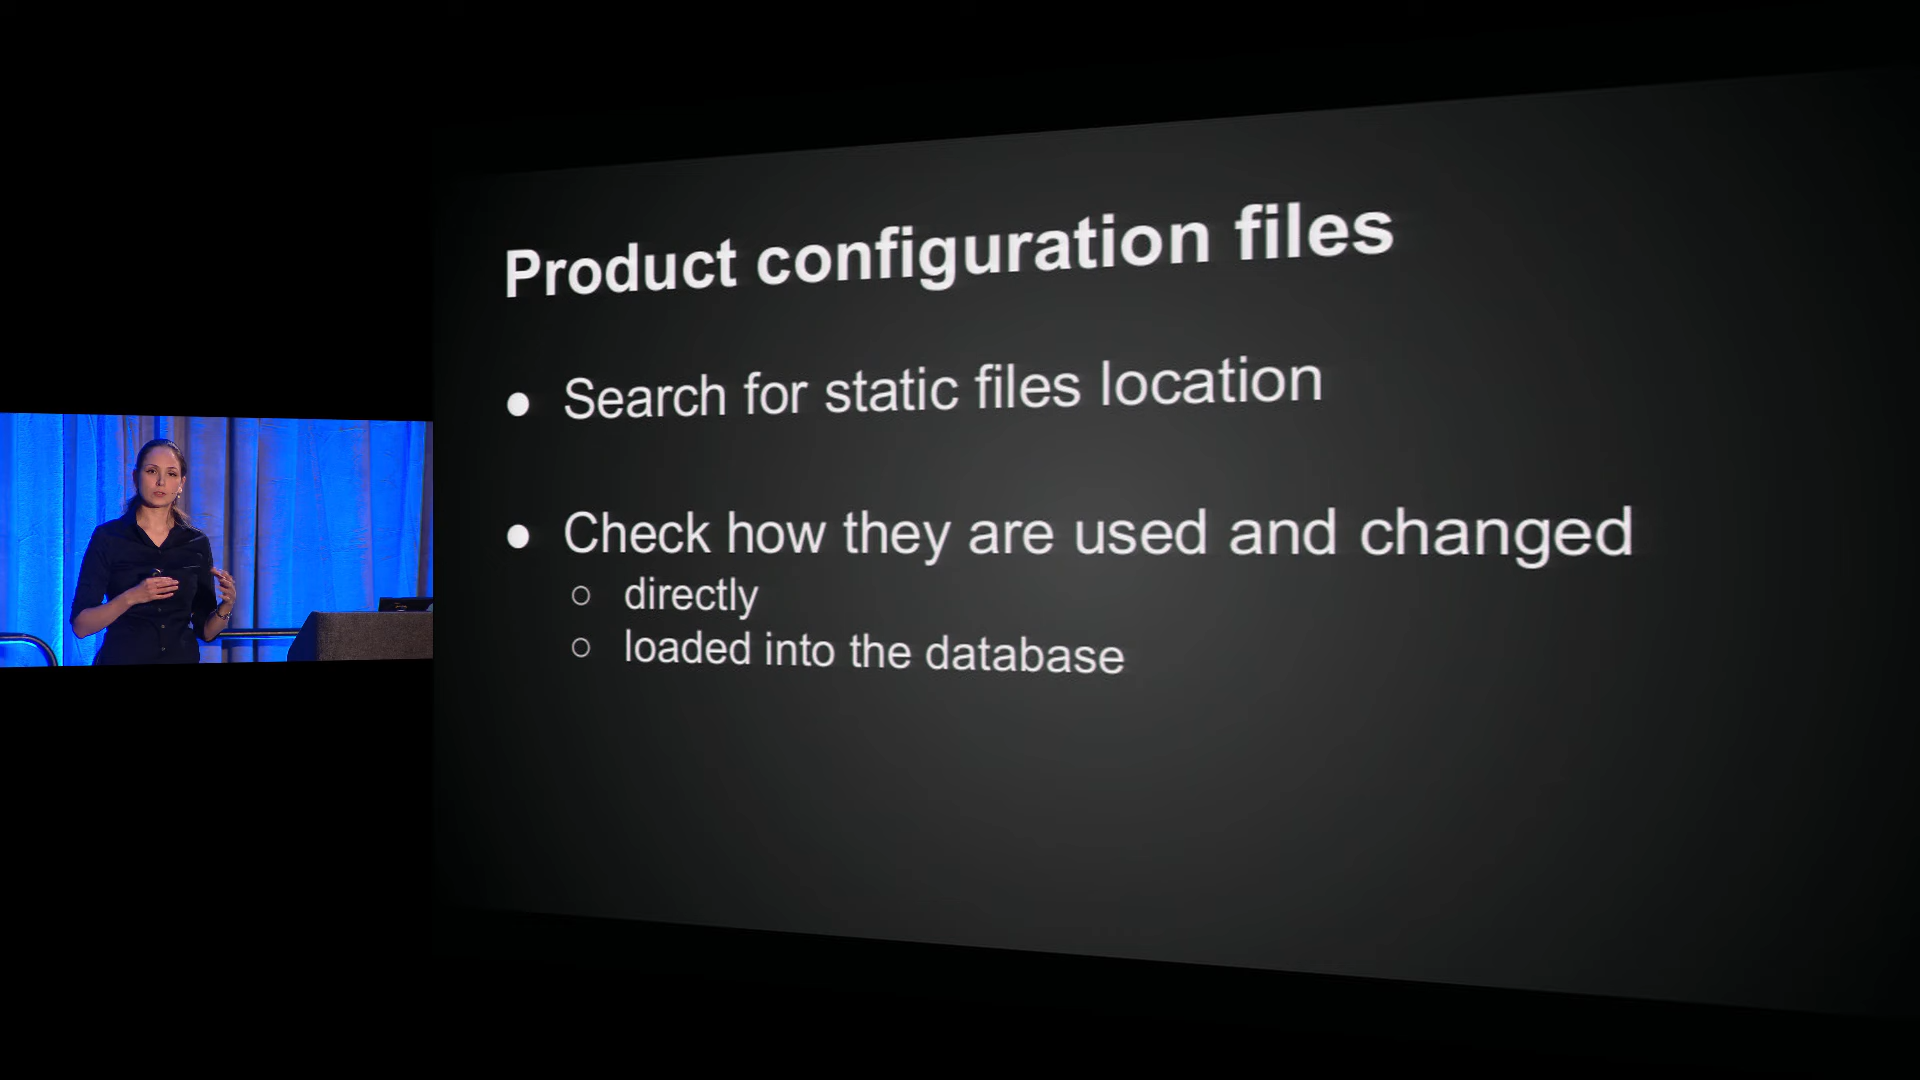 Product configuration files
● Search for static files location
● Check how they are used and changed
○ directly
○ loaded into the database